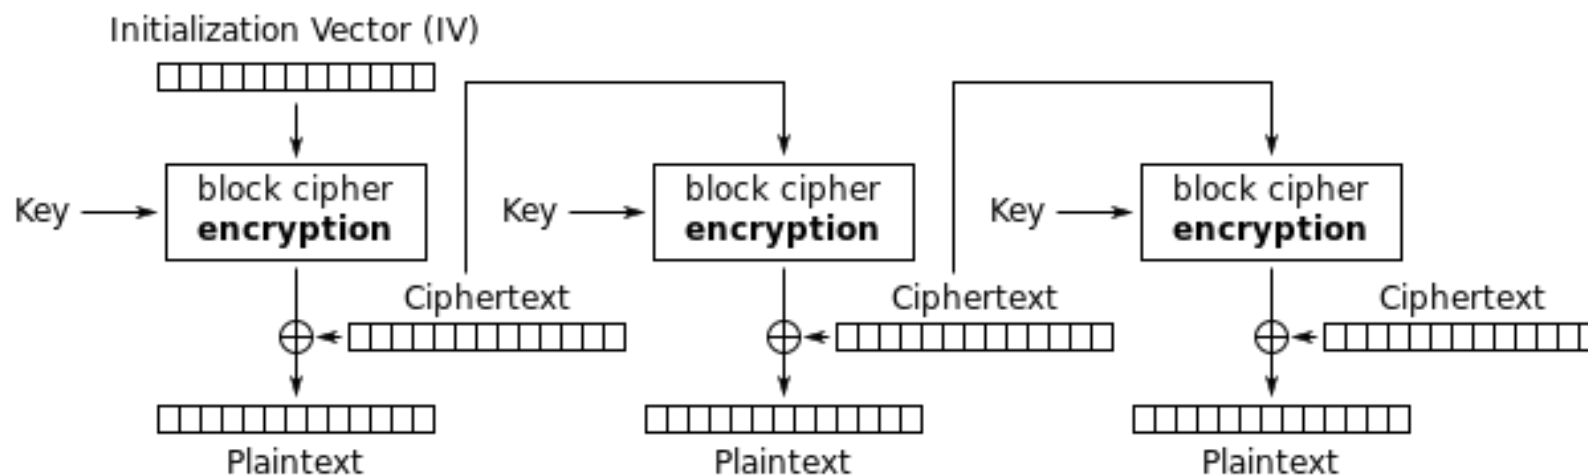 Initialization Vector (IV)
Key
block cipher
encryption
Key
block cipher
encryption
Key
block cipher
encryption
Ciphertext
Ciphertext
Ciphertext
Plaintext
Plaintext
Plaintext